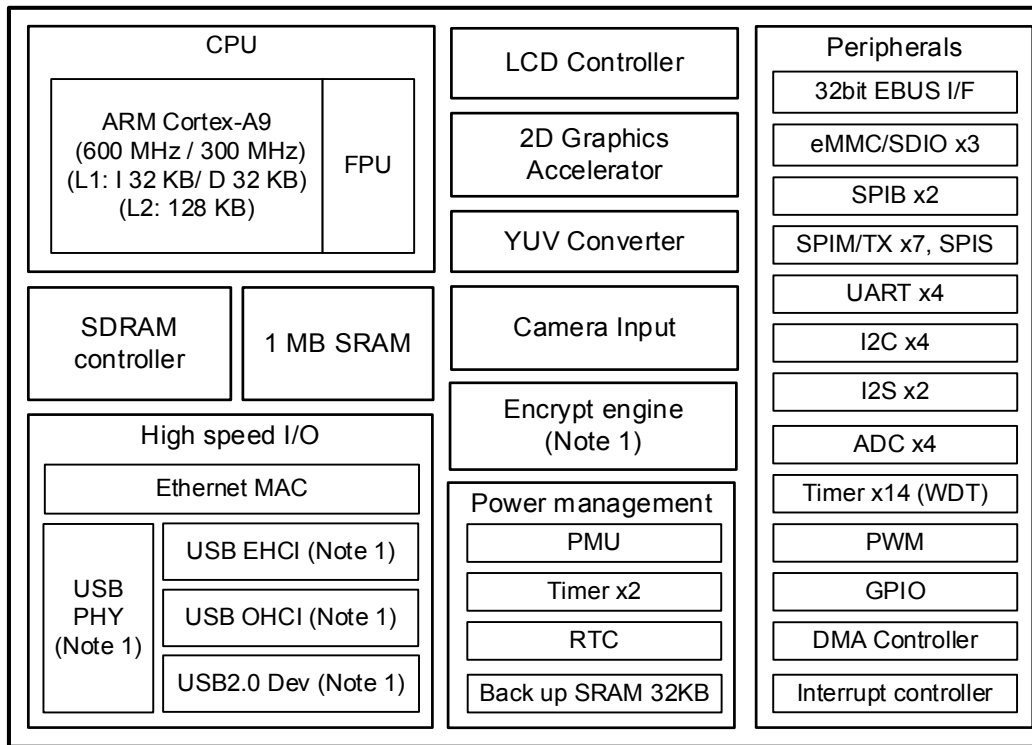 CPU
ARM Cortex-A9
(600 MHz / 300 MHz)
(L1: I 32 KB/ D 32 KB)
(L2: 128 KB)
FPU
SDRAM
controller
1 MB SRAM
High speed I/O
Ethernet MAC
USB
PHY
(Note 1)
USB EHCI (Note 1)
USB OHCI (Note 1)
USB2.0 Dev (Note 1)
LCD Controller
2D Graphics
Accelerator
YUV Converter
Camera Input
Encrypt engine
(Note 1)
Power management
PMU
Timer x2
RTC
Back up SRAM 32KB
Peripherals
32bit EBUS I/F
eMMC/SDIO x3
SPIB x2
SPIM/TX x7, SPIS
UART x4
I2C x4
I2S x2
ADC x4
Timer x14 (WDT)
PWM
GPIO
DMA Controller
Interrupt controller